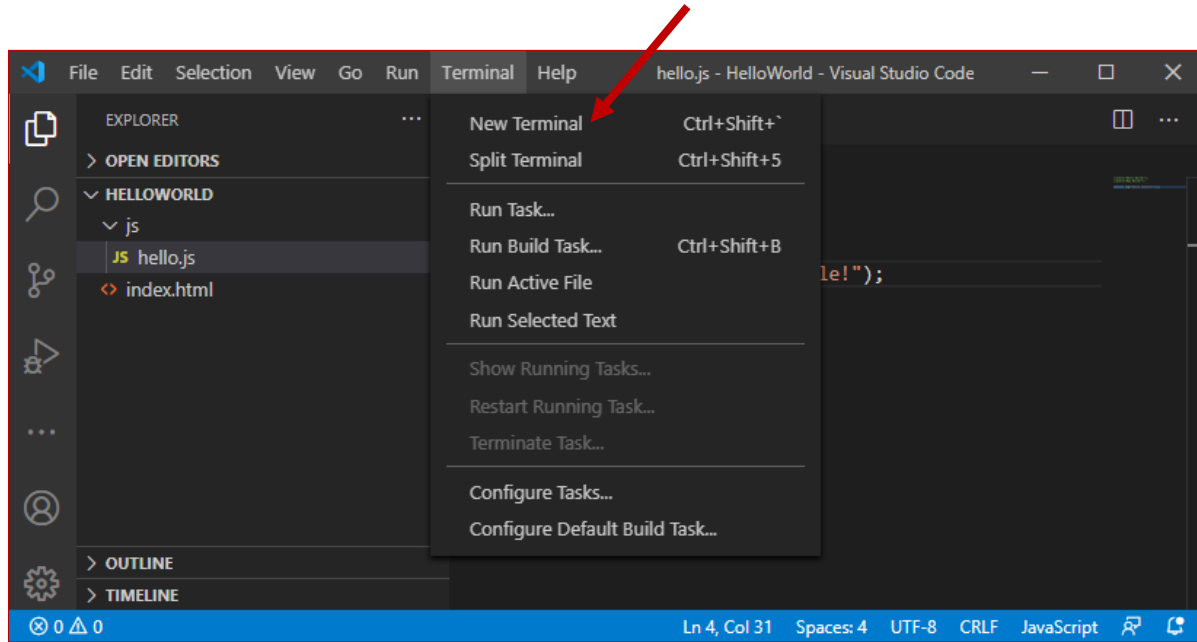 File Edit Selection View Go Run Terminal Help hello.js - HelloWorld - Visual Studio Code
EXPLORER
OPEN EDITORS
HELLOWORLD
js
JS hello.js
index.html
OUTLINE
TIMELINE
New Terminal Ctrl+Shift+`
Split Terminal Ctrl+Shift+5
Run Task...
Run Build Task... Ctrl+Shift+B
Run Active File
Run Selected Text
Show Running Tasks...
Restart Running Task...
Terminate Task...
Configure Tasks...
Configure Default Build Task...
le!");
0 0 Ln 4, Col 31 Spaces: 4 UTF-8 CRLF JavaScript